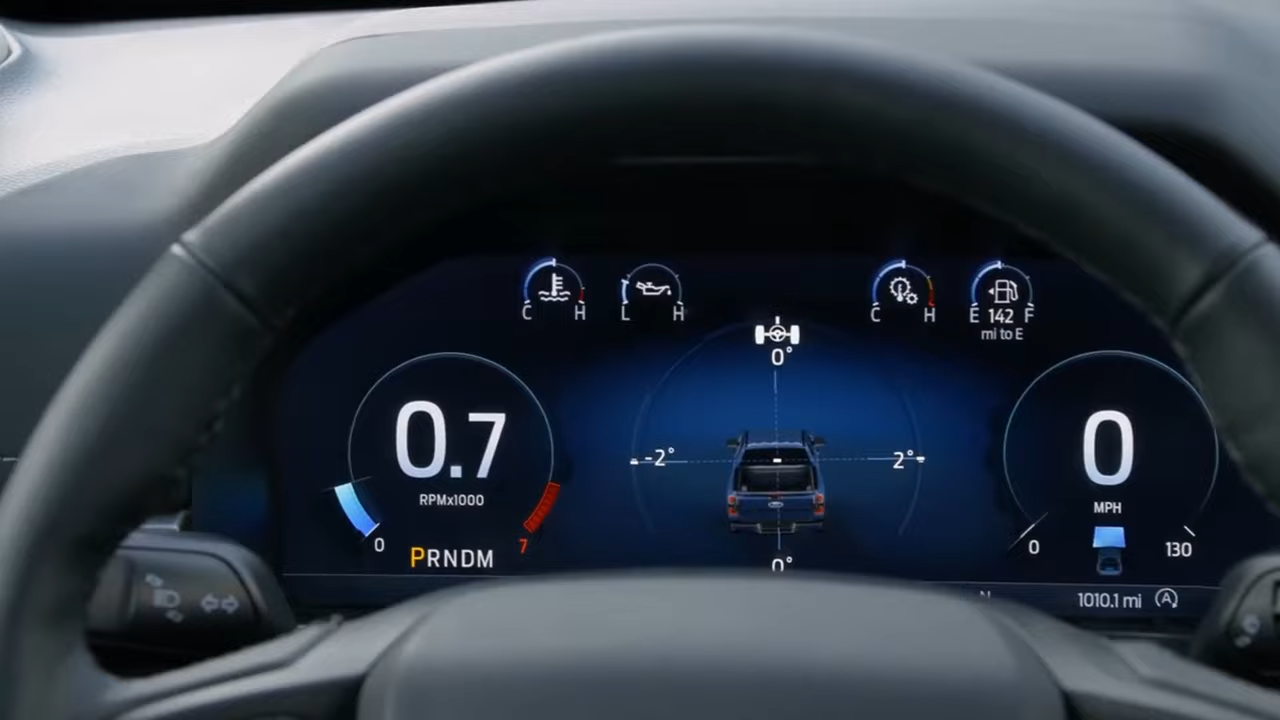 C H
L H
C H
E 142 F
mi to E
0°
-2°
2°
0°
0.7
RPMx1000
0
7
PRNDM
0
MPH
0
130
N
1010.1 mi
A